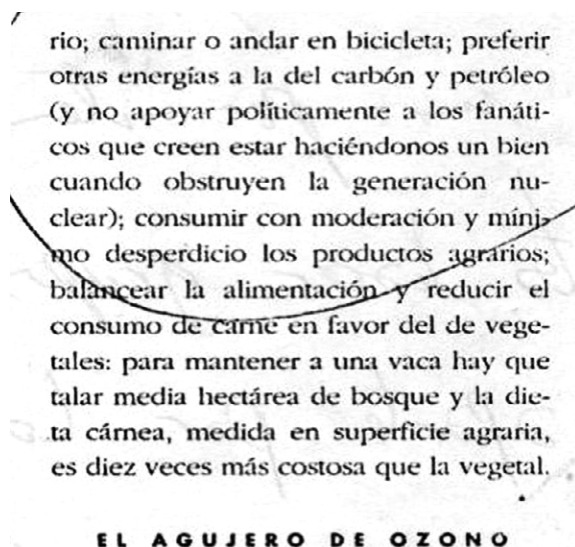 rio; caminar o andar en bicicleta; preferir
otras energías a la del carbón y petróleo
(y no apoyar políticamente a los fanáti-
cos que creen estar haciéndonos un bien
cuando obstruyen la generación nu-
clear); consumir con moderación y míni-
mo desperdicio los productos agrarios;
balancear la alimentación y reducir el
consumo de carne en favor del de vege-
tales: para mantener a una vaca hay que
talar media hectárea de bosque y la die-
ta cárnea, medida en superficie agraria,
es diez veces más costosa que la vegetal.
EL AGUJERO DE OZONO